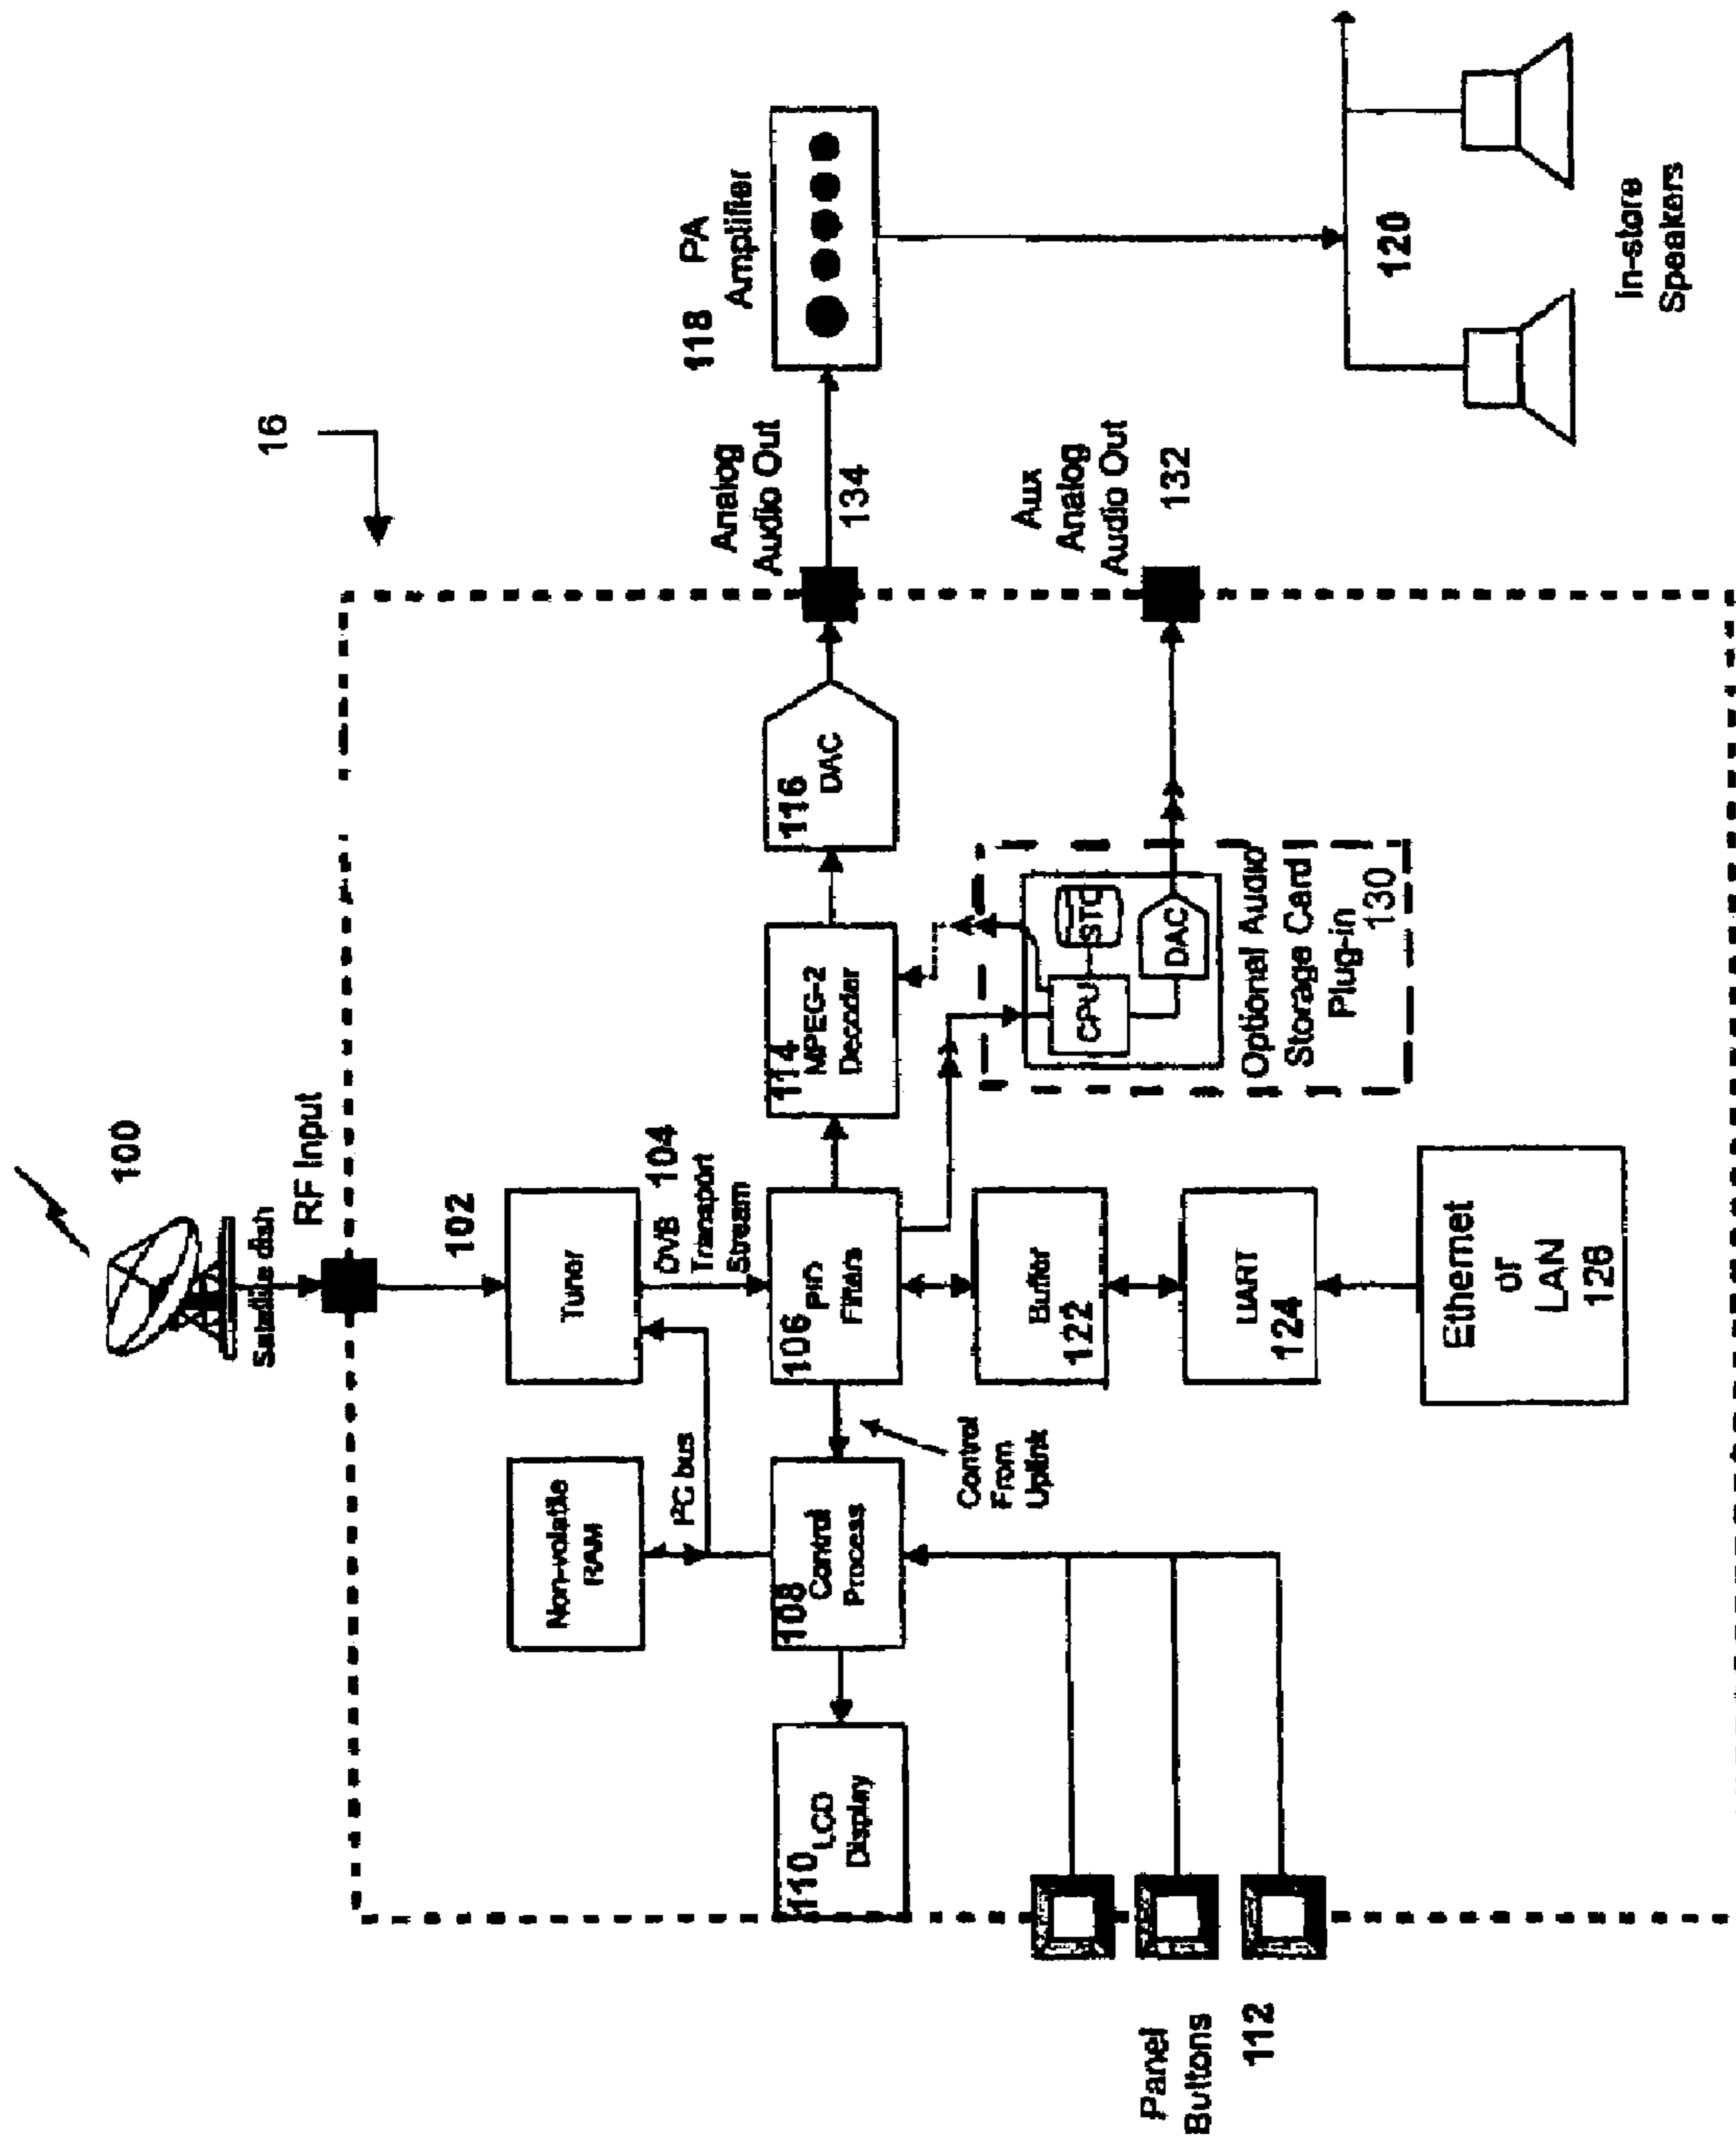 100
Satellite dish
RF Input
16
102
Tuner
Non-volatile
RAM
I²C bus
DVB
Transport
Stream
104
110
LCD
Display
108
Control
Process
106
PID
Filters
114
MPEG-2
Decoder
116
DAC
Analog
Audio Out
134
118
PA
Amplifier
Control
From
Uplink
Buffer
122
CPU
STO
DAC
Optional Audio
Storage Card
Plug-in
130
Aux
Analog
Audio Out
132
120
In-store
Speakers
Panel
Buttons
112
UART
124
Ethernet
or
LAN